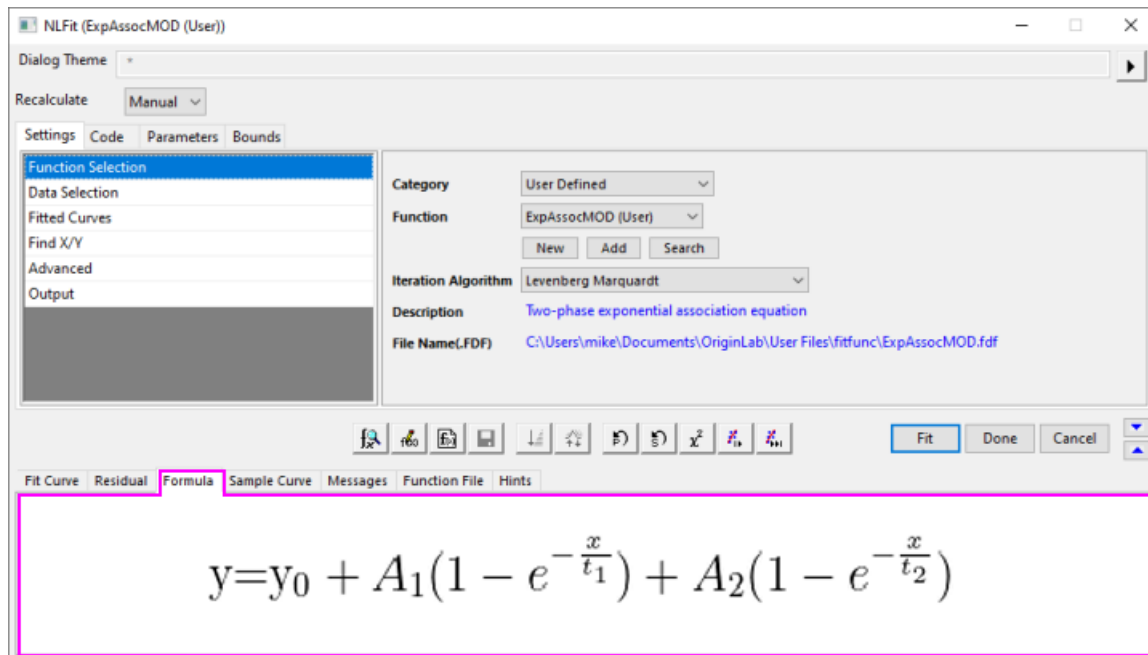 NLFit (ExpAssocMOD (User))
Dialog Theme *
Recalculate Manual
Settings Code Parameters Bounds
Function Selection
Data Selection
Fitted Curves
Find X/Y
Advanced
Output
Category User Defined
Function ExpAssocMOD (User)
New Add Search
Iteration Algorithm Levenberg Marquardt
Description Two-phase exponential association equation
File Name(.FDF) C:\Users\mike\Documents\OriginLab\User Files\fitfunc\ExpAssocMOD.fdf
Fit Done Cancel
Fit Curve Residual Formula Sample Curve Messages Function File Hints
y=y₀ + A₁(1 − e^{−x/t₁}) + A₂(1 − e^{−x/t₂})